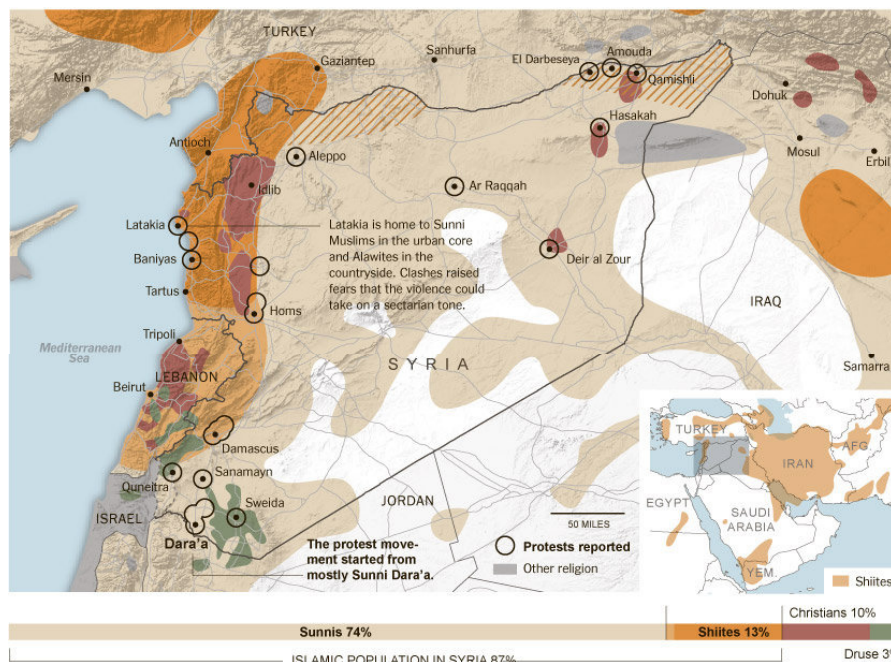 TURKEY
Gaziantep
Sanhurfa
Mersin
El Darbeseya
Amouda
Qamishli
Dohuk
Hasakah
Mosul
Erbil
Antioch
Aleppo
Idlib
Ar Raqqah
Latakia
Latakia is home to Sunni
Muslims in the urban core
and Alawites in the
countryside. Clashes raised
fears that the violence could
take on a sectarian tone.
Baniyas
Deir al Zour
Tartus
Homs
IRAQ
Tripoli
Mediterranean
Sea
SYRIA
Samarra
LEBANON
Beirut
Damascus
Quneitra
Sanamayn
Sweida
ISRAEL
JORDAN
Dara'a
The protest move-
ment started from
mostly Sunni Dara'a.
50 MILES
Protests reported
Other religion
TURKEY
IRAN
AFG.
EGYPT
SAUDI
ARABIA
YEM.
Shiites
Christians 10%
Sunnis 74%
Shiites 13%
ISLAMIC POPULATION IN SYRIA 87%
Druse 3